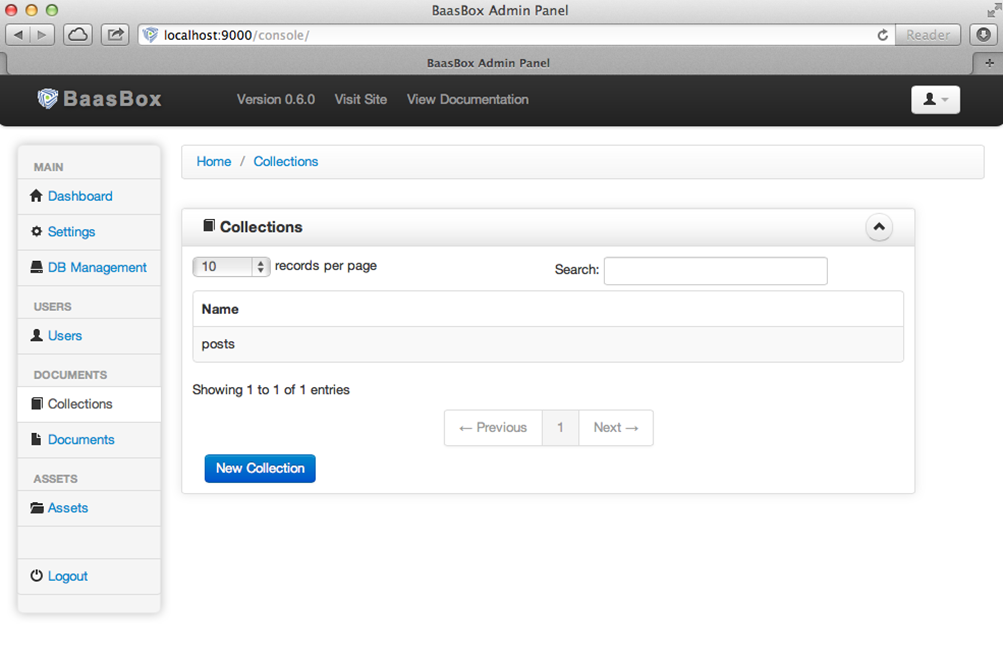 BaasBox Admin Panel
localhost:9000/console/
Reader
BaasBox Admin Panel
BaasBox
Version 0.6.0
Visit Site
View Documentation
MAIN
Dashboard
Settings
DB Management
USERS
Users
DOCUMENTS
Collections
Documents
ASSETS
Assets
Logout
Home / Collections
Collections
10 records per page
Search:
Name
posts
Showing 1 to 1 of 1 entries
← Previous 1 Next →
New Collection